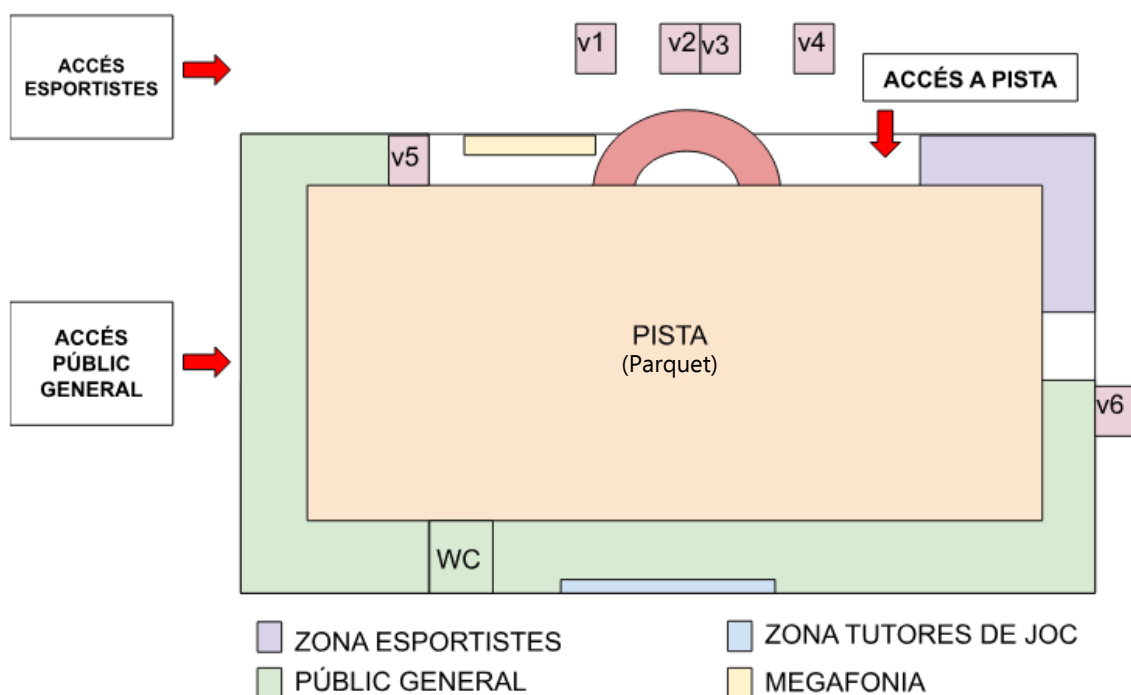 ACCÉS
ESPORTISTES
v1
v2
v3
v4
ACCÉS A PISTA
v5
ACCÉS
PÚBLIC
GENERAL
PISTA
(Parquet)
v6
WC
ZONA ESPORTISTES
ZONA TUTORES DE JOC
PÚBLIC GENERAL
MEGAFONIA